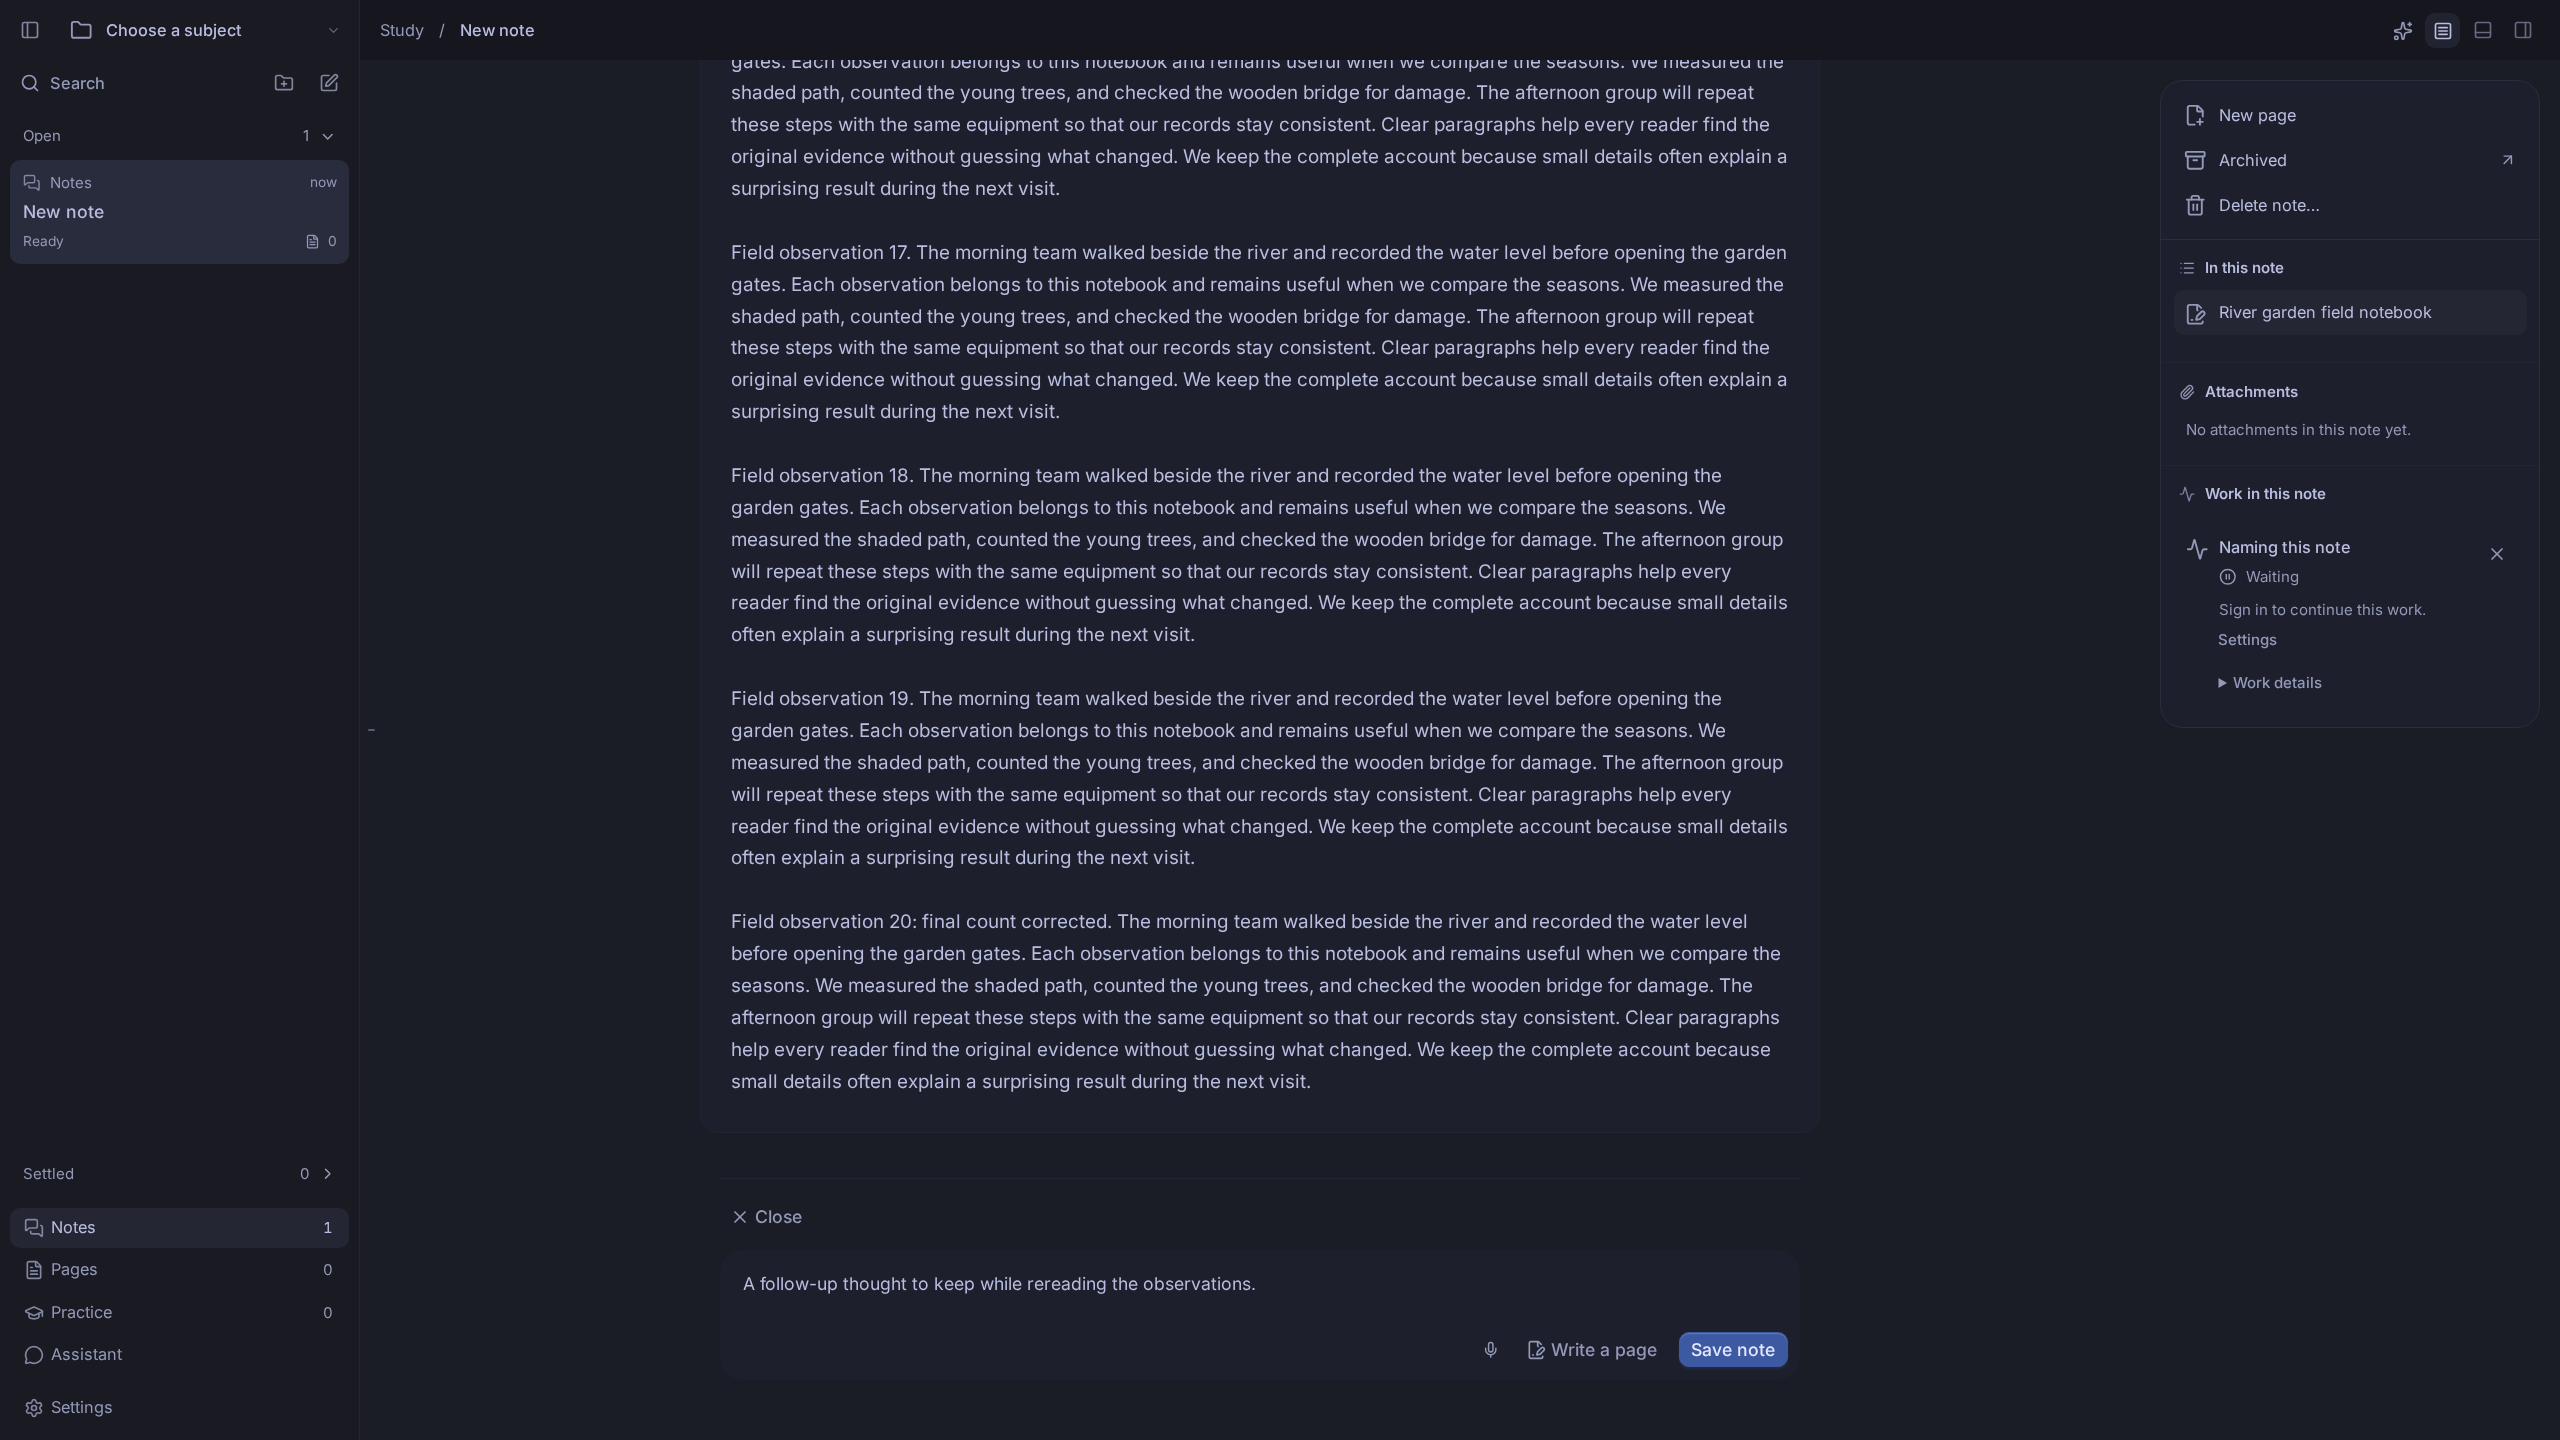 Choose a subject
Search
Open 1
Notes now
New note
Ready 0
Settled 0
Notes 1
Pages 0
Practice 0
Assistant
Settings
Study / New note
gates. Each observation belongs to this notebook and remains useful when we compare the seasons. We measured the
shaded path, counted the young trees, and checked the wooden bridge for damage. The afternoon group will repeat
these steps with the same equipment so that our records stay consistent. Clear paragraphs help every reader find the
original evidence without guessing what changed. We keep the complete account because small details often explain a
surprising result during the next visit.
Field observation 17. The morning team walked beside the river and recorded the water level before opening the garden
gates. Each observation belongs to this notebook and remains useful when we compare the seasons. We measured the
shaded path, counted the young trees, and checked the wooden bridge for damage. The afternoon group will repeat
these steps with the same equipment so that our records stay consistent. Clear paragraphs help every reader find the
original evidence without guessing what changed. We keep the complete account because small details often explain a
surprising result during the next visit.
Field observation 18. The morning team walked beside the river and recorded the water level before opening the
garden gates. Each observation belongs to this notebook and remains useful when we compare the seasons. We
measured the shaded path, counted the young trees, and checked the wooden bridge for damage. The afternoon group
will repeat these steps with the same equipment so that our records stay consistent. Clear paragraphs help every
reader find the original evidence without guessing what changed. We keep the complete account because small details
often explain a surprising result during the next visit.
Field observation 19. The morning team walked beside the river and recorded the water level before opening the
garden gates. Each observation belongs to this notebook and remains useful when we compare the seasons. We
measured the shaded path, counted the young trees, and checked the wooden bridge for damage. The afternoon group
will repeat these steps with the same equipment so that our records stay consistent. Clear paragraphs help every
reader find the original evidence without guessing what changed. We keep the complete account because small details
often explain a surprising result during the next visit.
Field observation 20: final count corrected. The morning team walked beside the river and recorded the water level
before opening the garden gates. Each observation belongs to this notebook and remains useful when we compare the
seasons. We measured the shaded path, counted the young trees, and checked the wooden bridge for damage. The
afternoon group will repeat these steps with the same equipment so that our records stay consistent. Clear paragraphs
help every reader find the original evidence without guessing what changed. We keep the complete account because
small details often explain a surprising result during the next visit.
Close
A follow-up thought to keep while rereading the observations.
Write a page Save note
New page
Archived
Delete note...
In this note
River garden field notebook
Attachments
No attachments in this note yet.
Work in this note
Naming this note
Waiting
Sign in to continue this work.
Settings
Work details